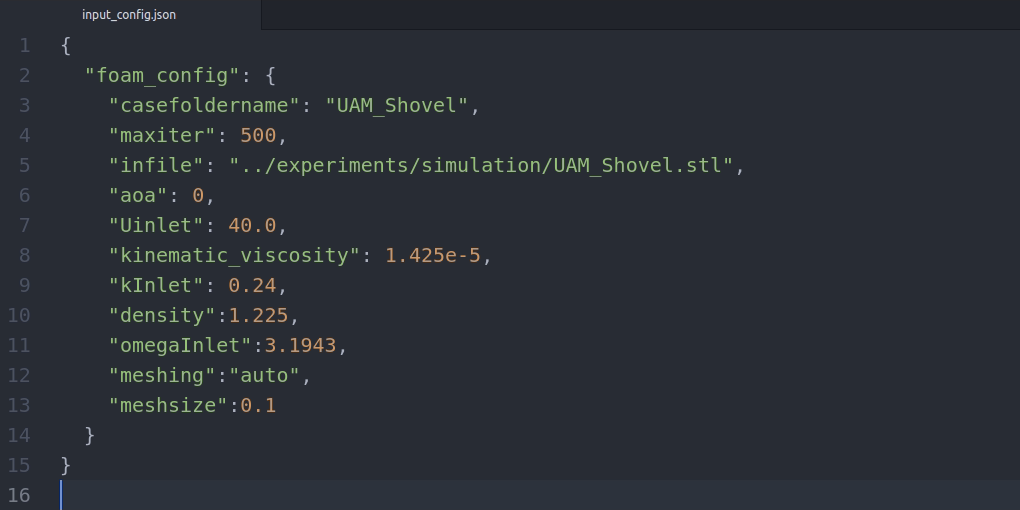 input_config.json
1 {
2   "foam_config": {
3     "casefoldername": "UAM_Shovel",
4     "maxiter": 500,
5     "infile": "../experiments/simulation/UAM_Shovel.stl",
6     "aoa": 0,
7     "Uinlet": 40.0,
8     "kinematic_viscosity": 1.425e-5,
9     "kInlet": 0.24,
10     "density":1.225,
11     "omegaInlet":3.1943,
12     "meshing":"auto",
13     "meshsize":0.1
14   }
15 }
16